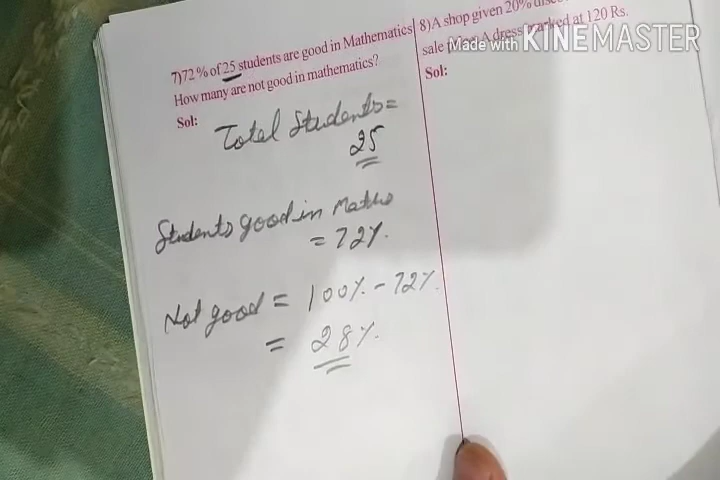 7)72% of 25 students are good in Mathematics
How many are not good in mathematics?
Sol:
Total Students=
25
Students good in Maths
= 72%.
Not good = 100%. - 72%.
= 28%.
8)A shop given 20%
sale A dress marked at 120 Rs.
Sol:
Made with KINEMASTER